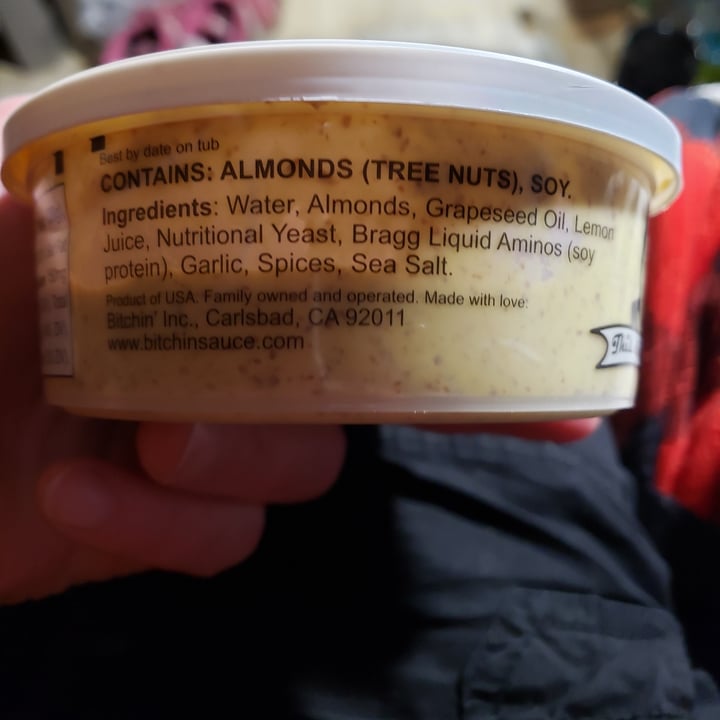 Best by date on tub
CONTAINS: ALMONDS (TREE NUTS), SOY.
Ingredients: Water, Almonds, Grapeseed Oil, Lemon
Juice, Nutritional Yeast, Bragg Liquid Aminos (soy
protein), Garlic, Spices, Sea Salt.
Product of USA. Family owned and operated. Made with love:
Bitchin' Inc., Carlsbad, CA 92011
www.bitchinsauce.com